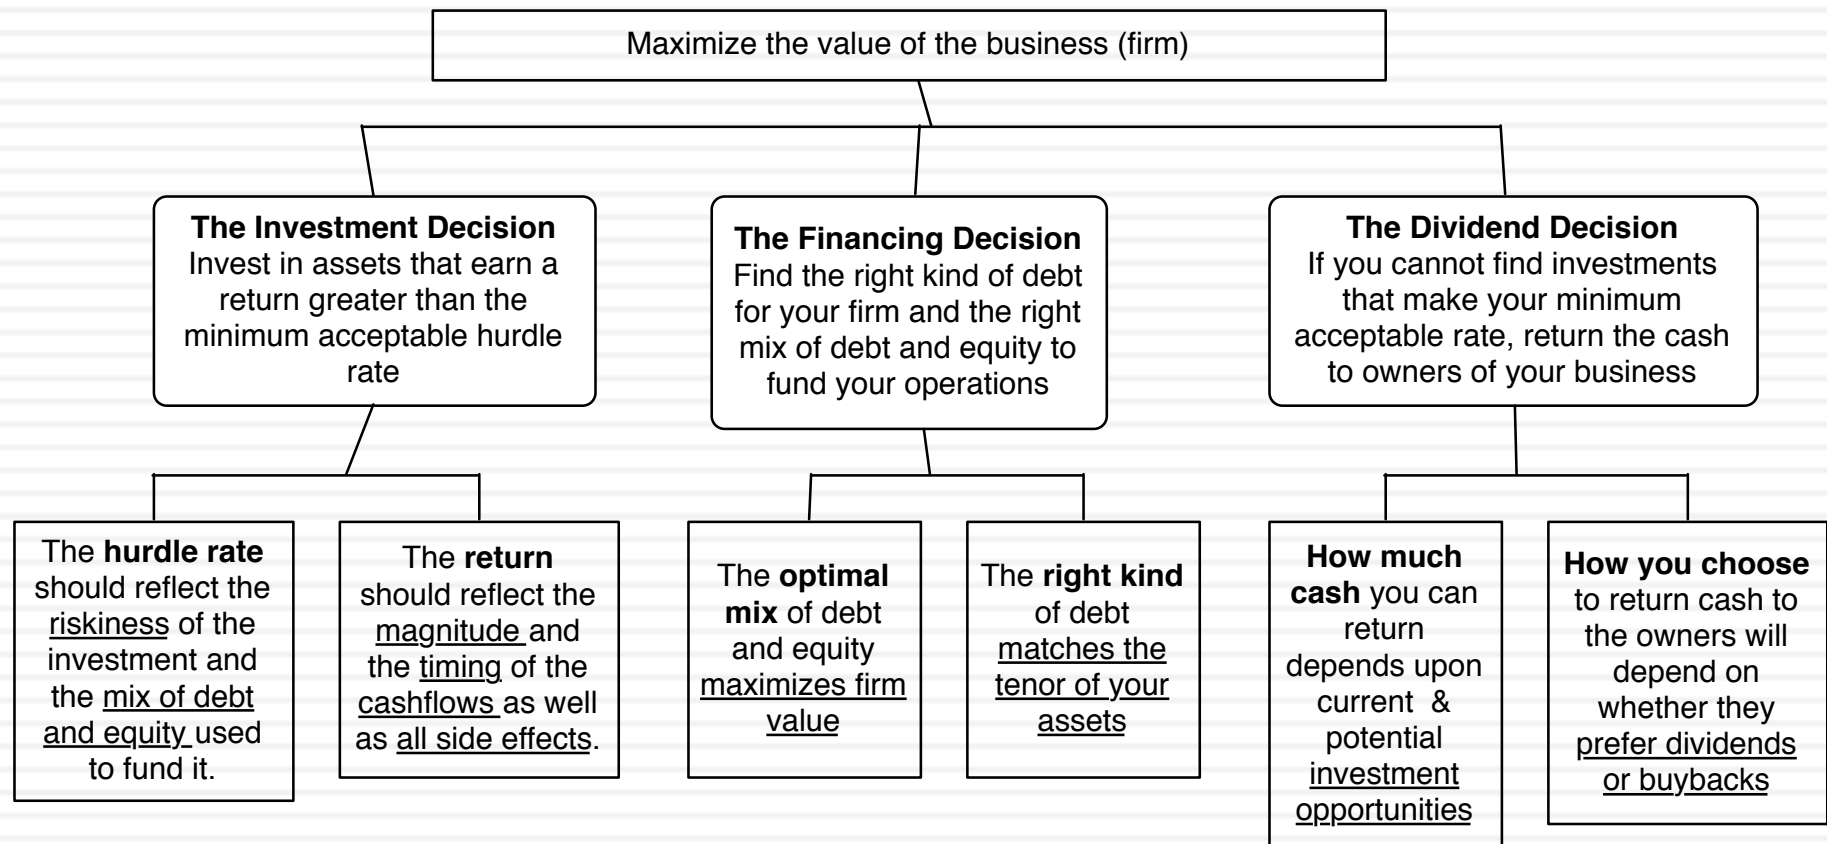 Maximize the value of the business (firm)
The Investment Decision
Invest in assets that earn a
return greater than the
minimum acceptable hurdle
rate
The Financing Decision
Find the right kind of debt
for your firm and the right
mix of debt and equity to
fund your operations
The Dividend Decision
If you cannot find investments
that make your minimum
acceptable rate, return the cash
to owners of your business
The hurdle rate
should reflect the
riskiness of the
investment and
the mix of debt
and equity used
to fund it.
The return
should reflect the
magnitude and
the timing of the
cashflows as well
as all side effects.
The optimal
mix of debt
and equity
maximizes firm
value
The right kind
of debt
matches the
tenor of your
assets
How much
cash you can
return
depends upon
current &
potential
investment
opportunities
How you choose
to return cash to
the owners will
depend on
whether they
prefer dividends
or buybacks